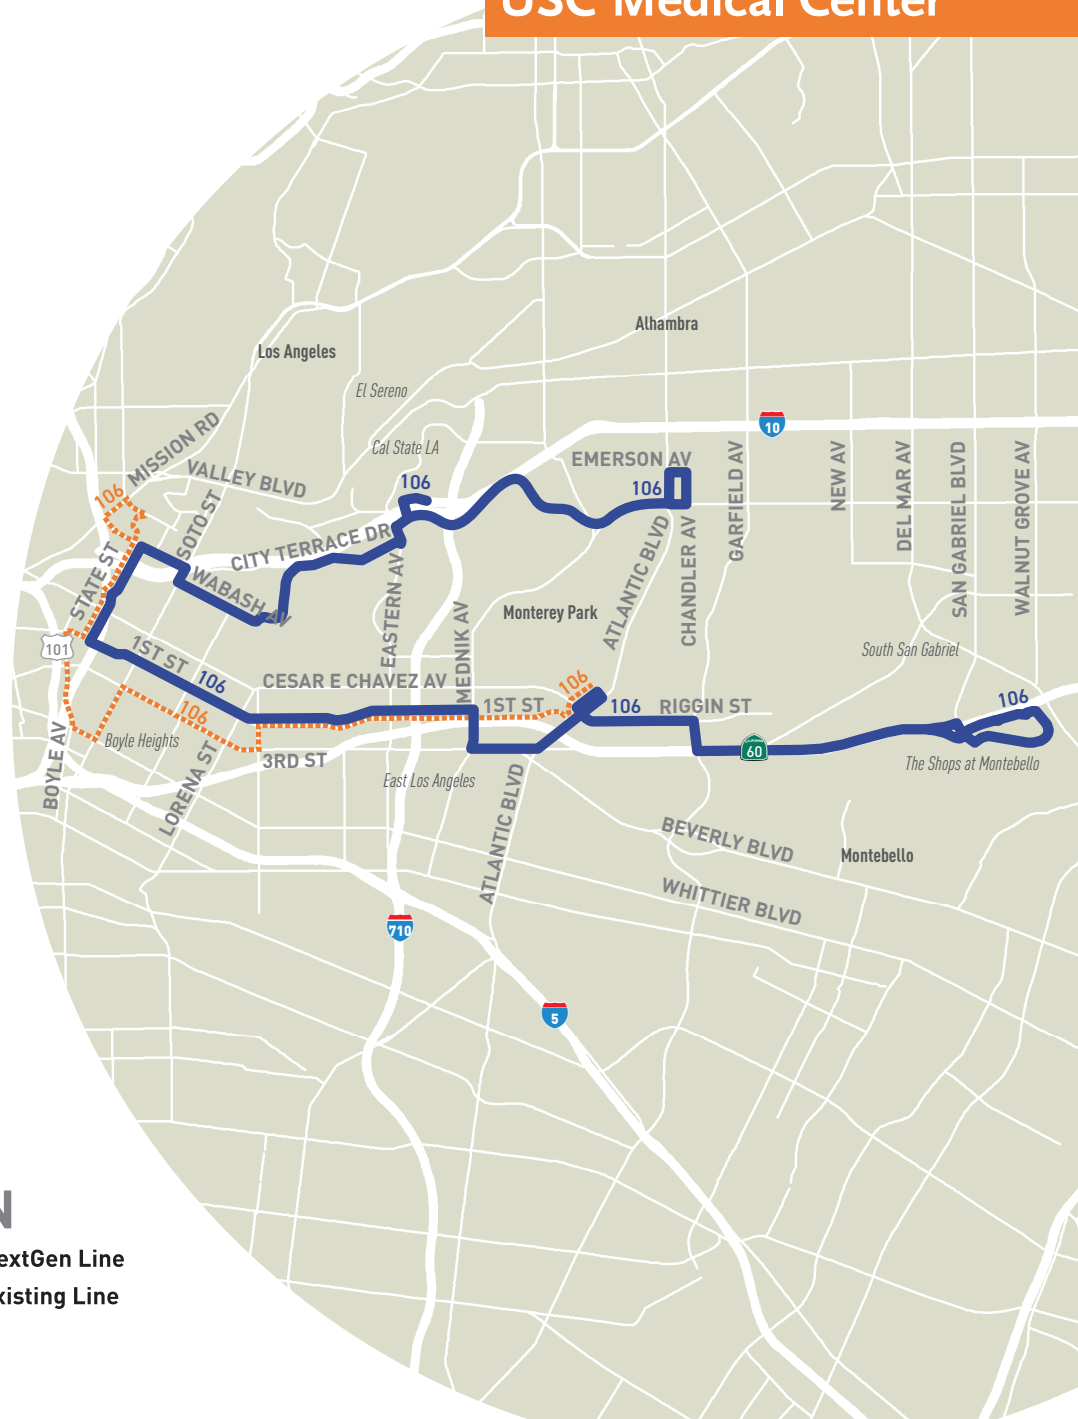 USC Medical Center
Alhambra
Los Angeles
El Sereno
10
MISSION RD
Cal State LA
VALLEY BLVD
EMERSON AV
106
106
106
SOTO ST
GARFIELD AV
NEW AV
DEL MAR AV
SAN GABRIEL BLVD
WALNUT GROVE AV
CITY TERRACE DR
STATE ST
WABASH AV
EASTERN AV
ATLANTIC BLVD
CHANDLER AV
Monterey Park
MEDNIK AV
101
1ST ST
106
South San Gabriel
CESAR E CHAVEZ AV
106
106
1ST ST
106
RIGGIN ST
106
Boyle Heights
BOYLE AV
LORENA ST
3RD ST
60
The Shops at Montebello
East Los Angeles
ATLANTIC BLVD
BEVERLY BLVD
Montebello
WHITTIER BLVD
710
5
N
extGen Line
xisting Line